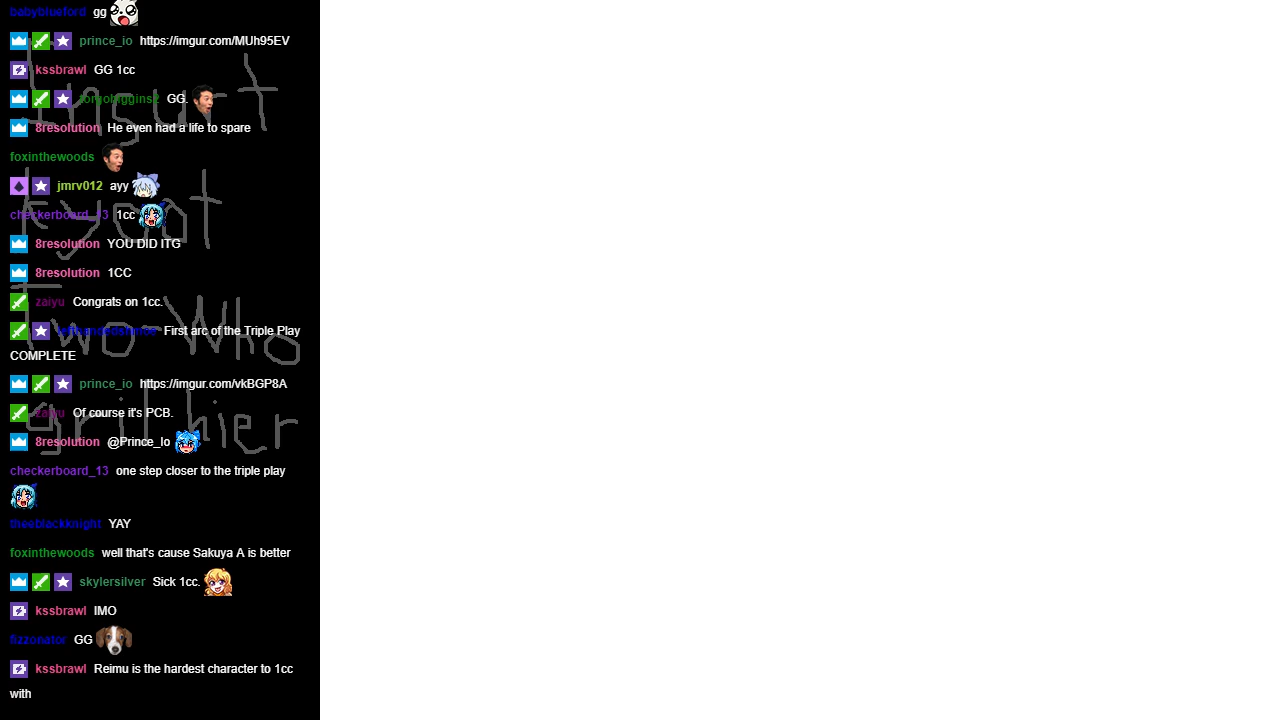 babyblueford gg
prince_io https://imgur.com/MUh95EV
kssbrawl GG 1cc
GG.
8resolution He even had a life to spare
foxinthewoods
jmrv012 ayy
checkerboard_13 1cc
8resolution YOU DID ITG
8resolution 1CC
zaiyu Congrats on 1cc.
First arc of the Triple Play
COMPLETE
prince_io https://imgur.com/vkBGP8A
zaiyu Of course it's PCB.
8resolution @Prince_Io
checkerboard_13 one step closer to the triple play
theeblackknight YAY
foxinthewoods well that's cause Sakuya A is better
skylersilver Sick 1cc.
kssbrawl IMO
fizzonator GG
kssbrawl Reimu is the hardest character to 1cc
with
Insurt
kyoot
Two-Who
gril hier